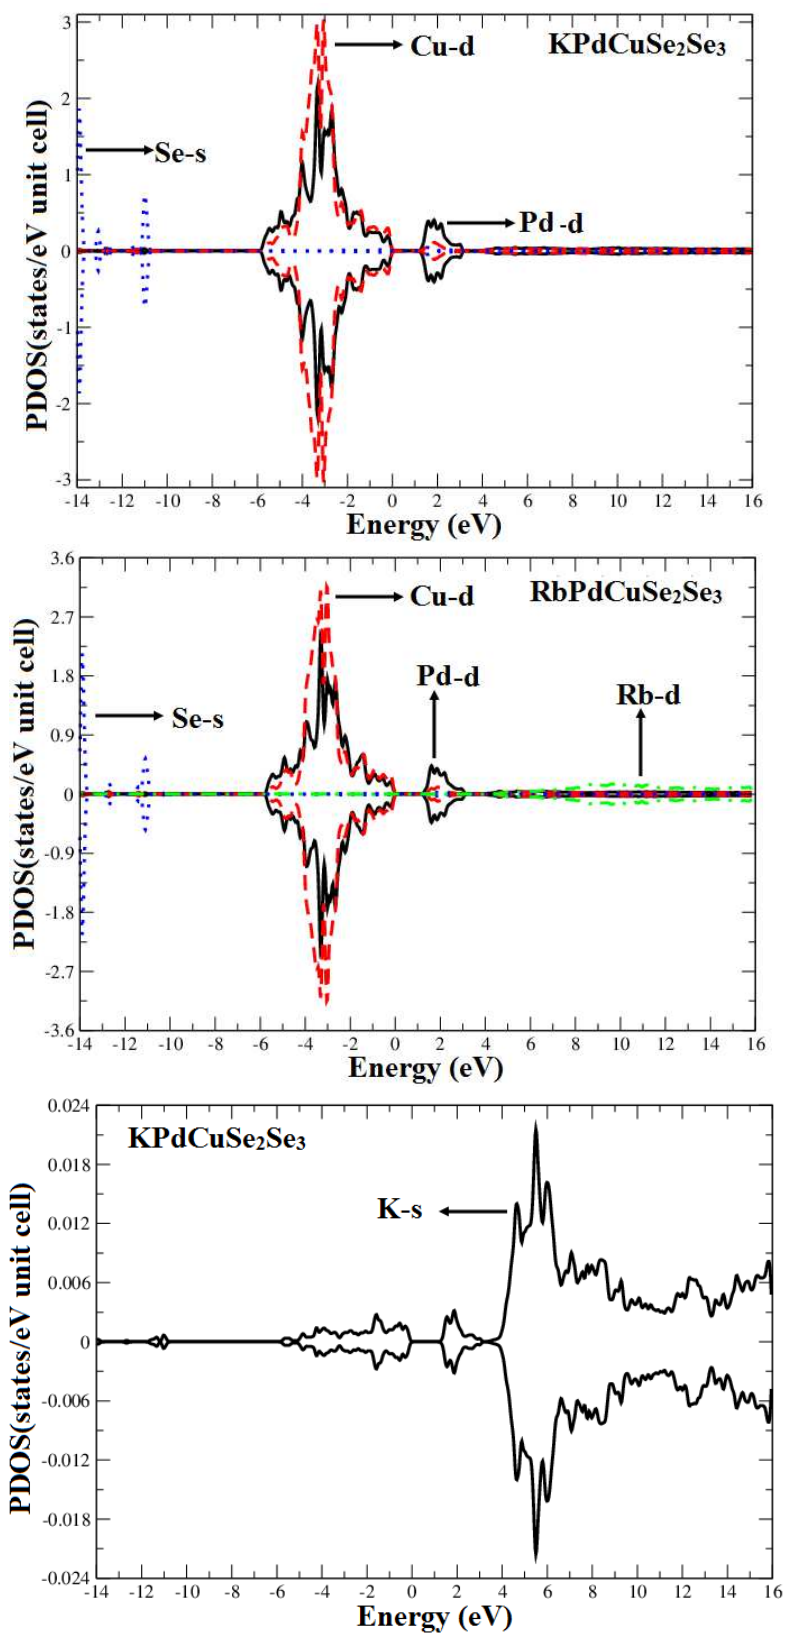 3
Cu-d
KPdCuSe₂Se₃
2
Se-s
1
Pd -d
0
-1
-2
-3
-14 -12 -10 -8 -6 -4 -2 0 2 4 6 8 10 12 14 16
Energy (eV)
PDOS(states/eV unit cell)
3.6
Cu-d
RbPdCuSe₂Se₃
2.7
1.8
Pd-d
Rb-d
Se-s
0.9
0
-0.9
-1.8
-2.7
-3.6
-14 -12 -10 -8 -6 -4 -2 0 2 4 6 8 10 12 14 16
Energy (eV)
PDOS(states/eV unit cell)
0.024
KPdCuSe₂Se₃
0.018
K-s
0.012
0.006
0
-0.006
-0.012
-0.018
-0.024
-14 -12 -10 -8 -6 -4 -2 0 2 4 6 8 10 12 14 16
Energy (eV)
PDOS(states/eV unit cell)